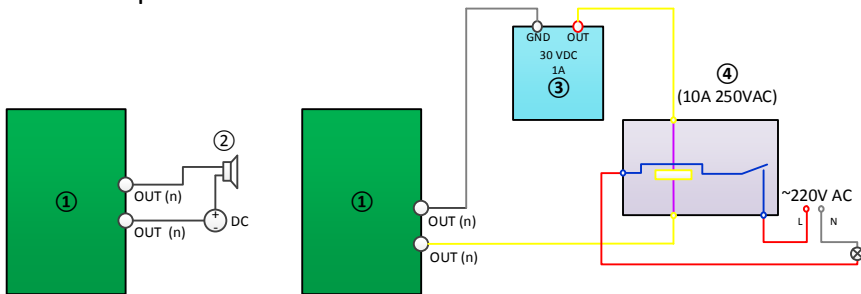 GND OUT
30 VDC
1A
③
④
(10A 250VAC)
①
②
OUT (n)
+
-
DC
OUT (n)
①
OUT (n)
OUT (n)
~220V AC
L N